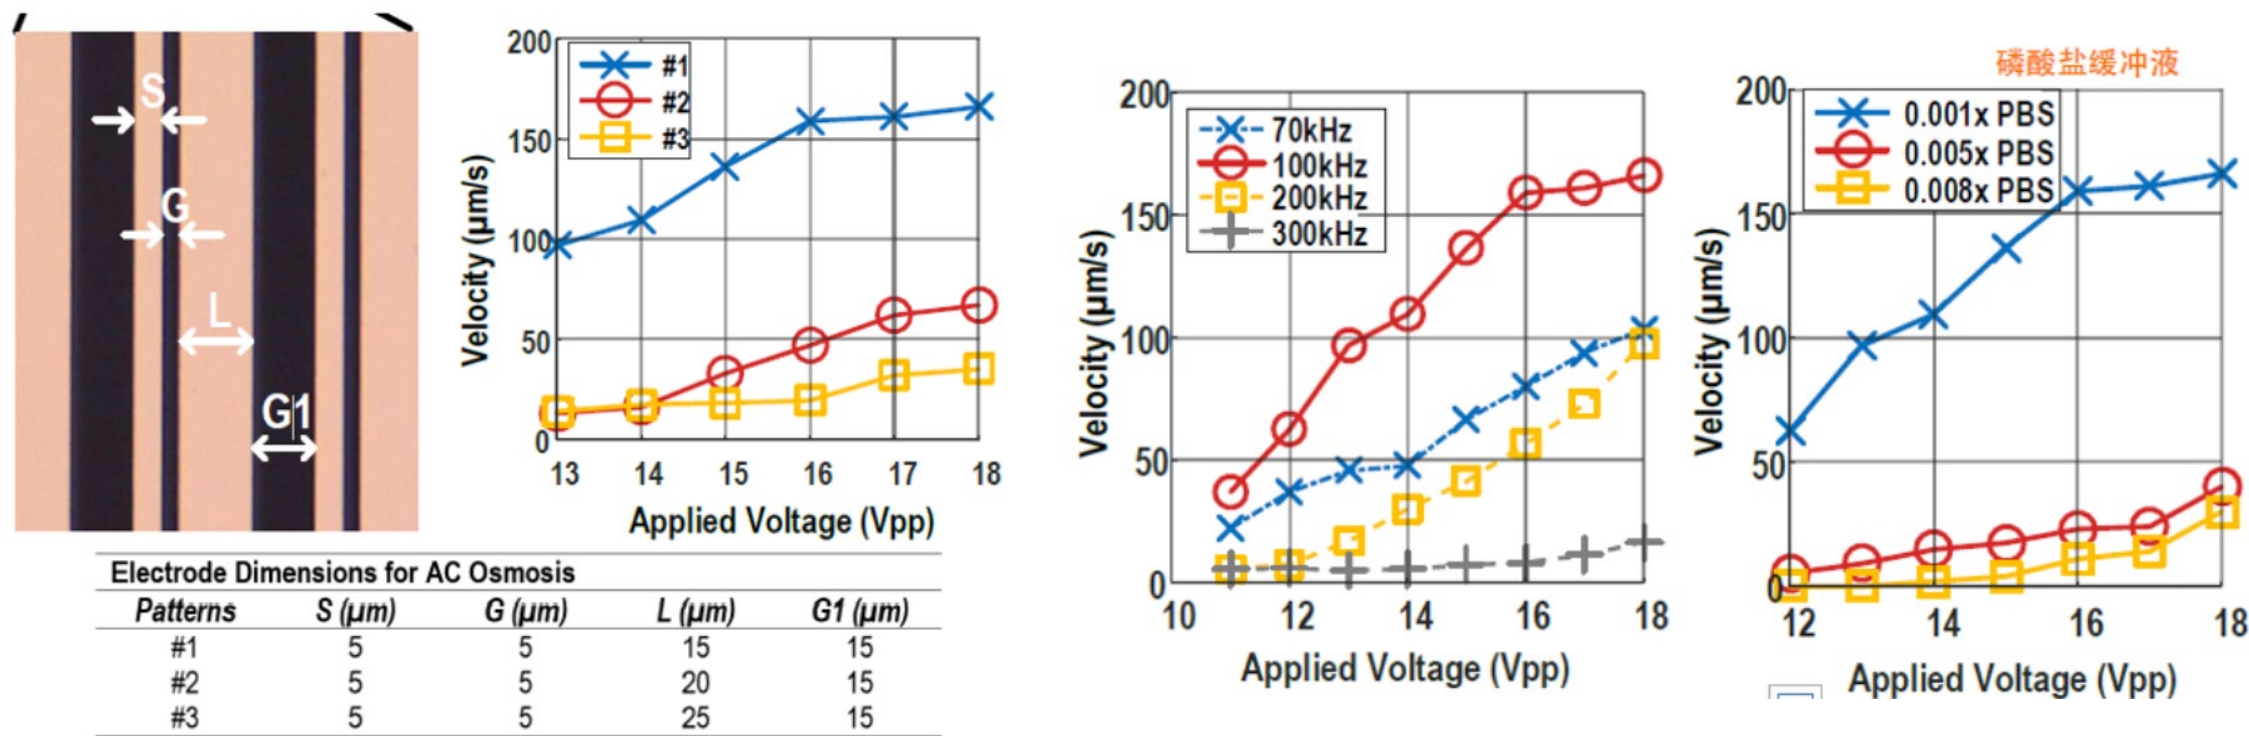 S
G
L
G1
200
150
100
50
0
#1
#2
#3
Velocity (µm/s)
13 14 15 16 17 18
Applied Voltage (Vpp)
Electrode Dimensions for AC Osmosis
Patterns S (µm) G (µm) L (µm) G1 (µm)
#1 5 5 15 15
#2 5 5 20 15
#3 5 5 25 15
200
150
100
50
0
70kHz
100kHz
200kHz
300kHz
Velocity (µm/s)
10 12 14 16 18
Applied Voltage (Vpp)
磷酸盐缓冲液
200
150
100
50
0
0.001x PBS
0.005x PBS
0.008x PBS
Velocity (µm/s)
12 14 16 18
Applied Voltage (Vpp)